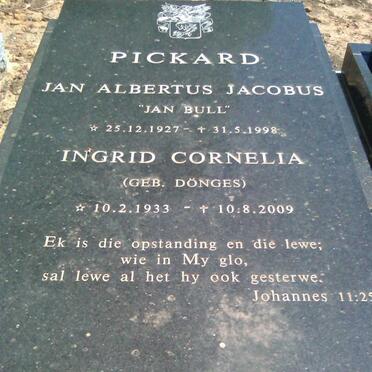 PICKARD
JAN ALBERTUS JACOBUS
"JAN BULL"
☆ 25.12.1927 - † 31.5.1998
INGRID CORNELIA
(GEB. DÖNGES)
☆ 10.2.1933 - † 10.8.2009
Ek is die opstanding en die lewe;
wie in My glo,
sal lewe al het hy ook gesterwe.
Johannes 11:25